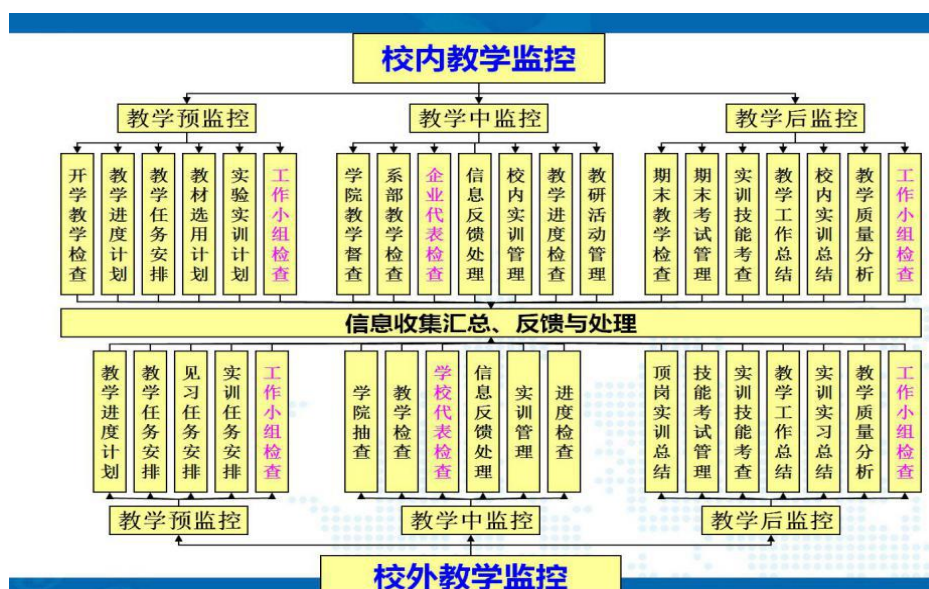 校内教学监控
教学预监控
教学中监控
教学后监控
开学教学检查
教学进度计划
教学任务安排
教材选用计划
实验实训计划
工作小组检查
学院教学督查
系部教学检查
企业代表检查
信息反馈处理
校内实训管理
教学进度检查
教研活动管理
期末教学检查
期末考试管理
实训技能考查
教学工作总结
校内实训总结
教学质量分析
工作小组检查
信息收集汇总、反馈与处理
教学进度计划
教学任务安排
见习任务安排
实训任务安排
工作小组检查
学院抽查
教学检查
学校代表检查
信息反馈处理
实训管理
进度检查
顶岗实训总结
技能考试管理
实训技能考查
教学工作总结
实训实习总结
教学质量分析
工作小组检查
教学预监控
教学中监控
教学后监控
校外教学监控